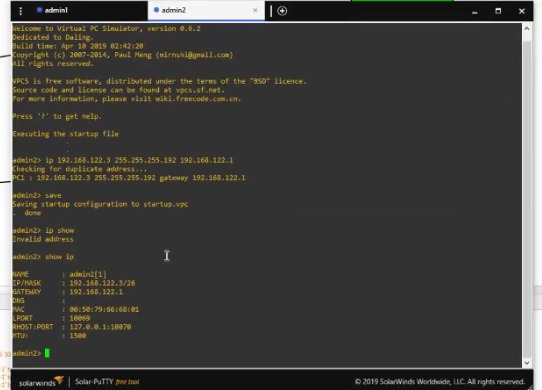 admin1
admin2
Welcome to Virtual PC Simulator, version 0.6.2
Dedicated to Daling.
Build time: Apr 10 2019 02:42:20
Copyright (c) 2007-2014, Paul Meng (mirnshi@gmail.com)
All rights reserved.
VPCS is free software, distributed under the terms of the "BSD" licence.
Source code and license can be found at vpcs.sf.net.
For more information, please visit wiki.freecode.com.cn.
Press '?' to get help.
Executing the startup file
admin2> ip 192.168.122.3 255.255.255.192 192.168.122.1
Checking for duplicate address...
PC1 : 192.168.122.3 255.255.255.192 gateway 192.168.122.1
admin2> save
Saving startup configuration to startup.vpc
. done
admin2> ip show
Invalid address
admin2> show ip
NAME : admin2[1]
IP/MASK : 192.168.122.3/26
GATEWAY : 192.168.122.1
DNS :
MAC : 00:50:79:66:68:01
LPORT : 10069
RHOST:PORT : 127.0.0.1:10070
MTU: : 1500
admin2>
solarwinds Solar-PuTTY free tool © 2019 SolarWinds Worldwide, LLC. All rights reserved.